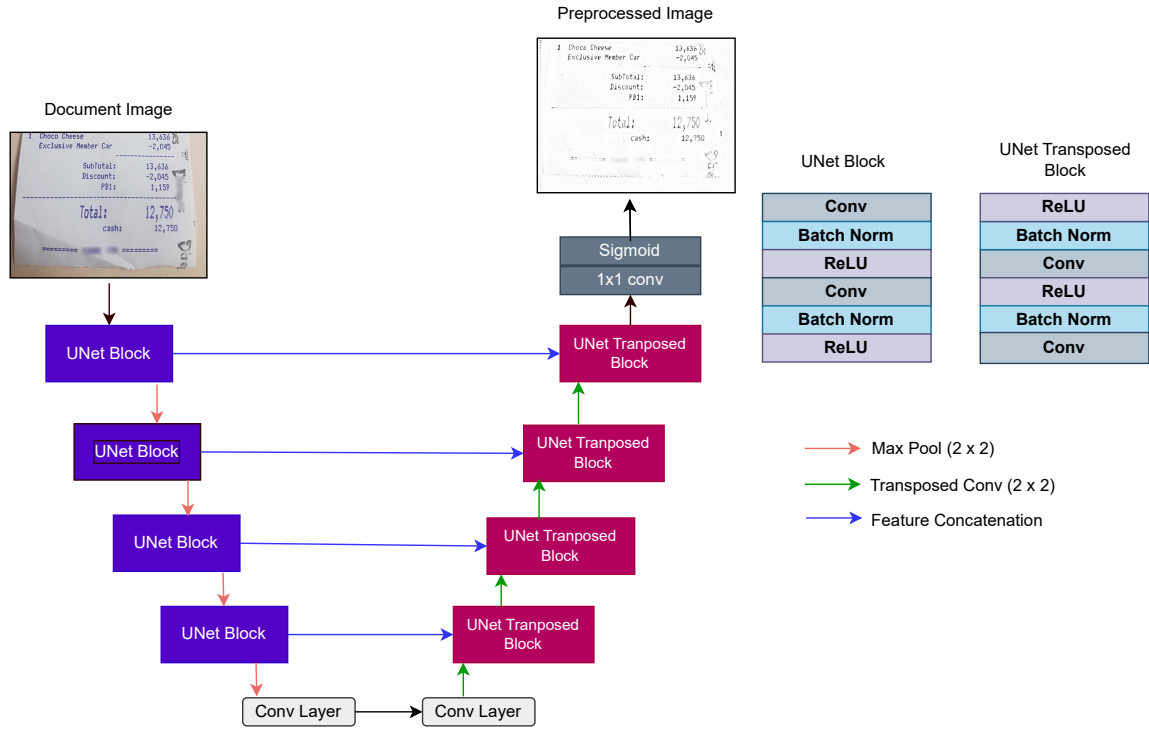 Preprocessed Image
1 Choco Cheese 13,636
Exclusive Member Car -2,045
SubTotal: 13,636
Discount: -2,045
PB1: 1,159
Total: 12,750
cash: 12,750
Document Image
1 Choco Cheese 13,636
Exclusive Member Car -2,045
SubTotal: 13,636
Discount: -2,045
PB1: 1,159
Total: 12,750
cash: 12,750
UNet Block
Conv
Batch Norm
ReLU
Conv
Batch Norm
ReLU
UNet Transposed
Block
ReLU
Batch Norm
Conv
ReLU
Batch Norm
Conv
Sigmoid
1x1 conv
UNet Block
UNet Tranposed
Block
UNet Block
UNet Tranposed
Block
UNet Block
UNet Tranposed
Block
UNet Block
UNet Tranposed
Block
Conv Layer
Conv Layer
Max Pool (2 x 2)
Transposed Conv (2 x 2)
Feature Concatenation